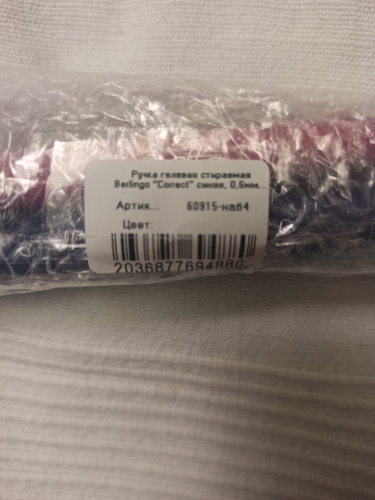 Ручка гелевая стираемая
Berlingo "Correct" синяя, 0,6мм...
Артик... 60915-наб4
Цвет:
2036877694880